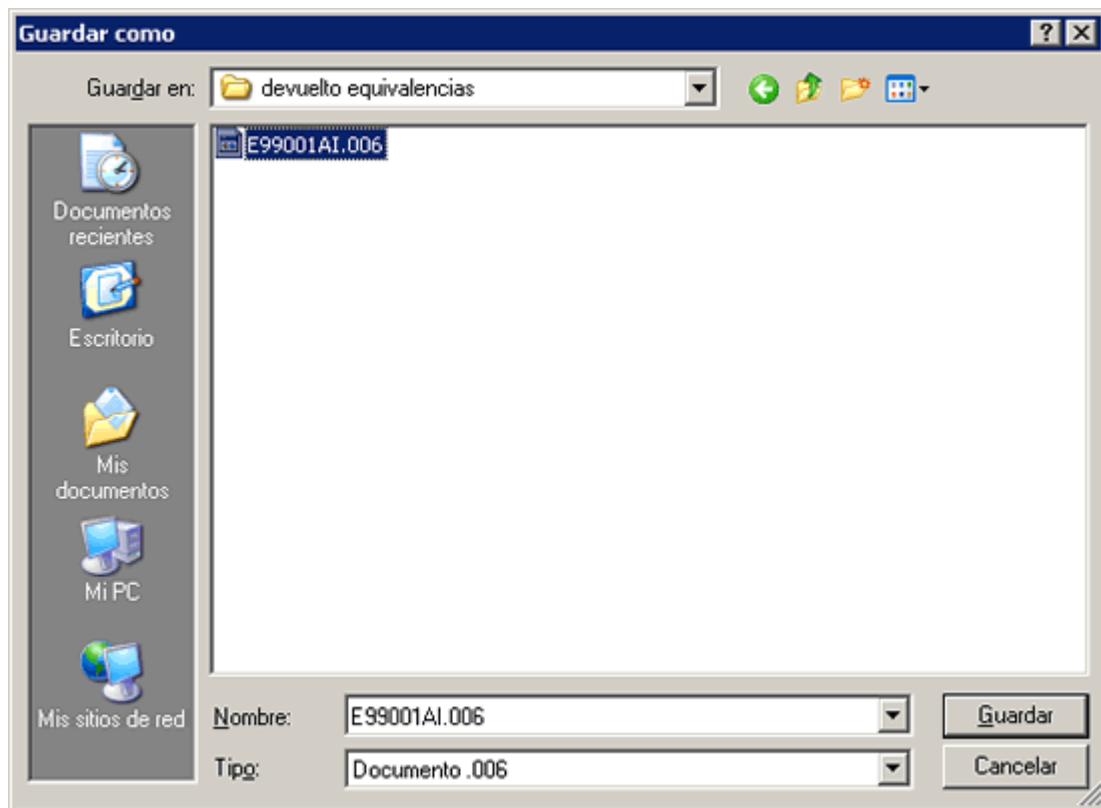 Guardar como
Guardar en: devuelto equivalencias
E99001AI.006
Documentos
recientes
Escritorio
Mis
documentos
Mi PC
Mis sitios de red
Nombre: E99001AI.006 Guardar
Tipo: Documento .006 Cancelar